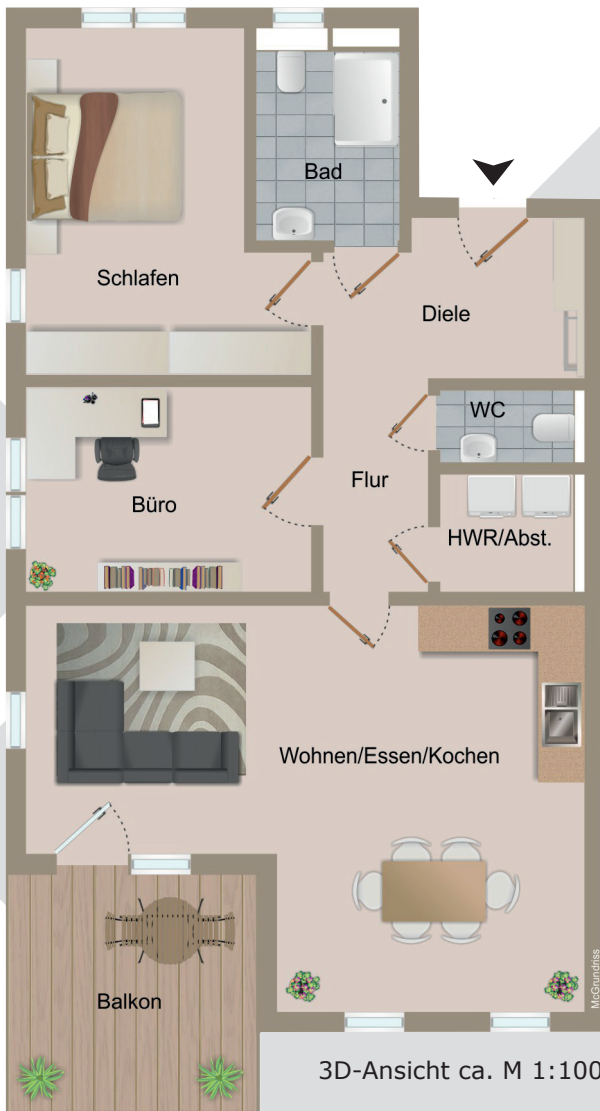 Bad
Schlafen
Diele
WC
Flur
Büro
HWR/Abst.
Wohnen/Essen/Kochen
McGrundriss
Balkon
3D-Ansicht ca. M 1:100